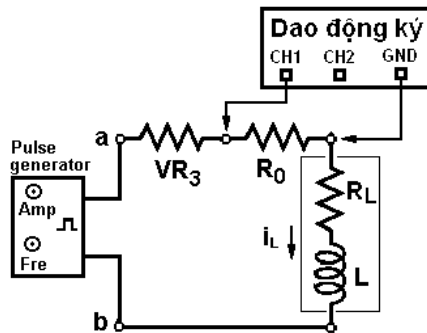 Dao động ký
CH1 CH2 GND
a
VR3
R0
Pulse generator
Amp
Fre
RL
iL
L
b